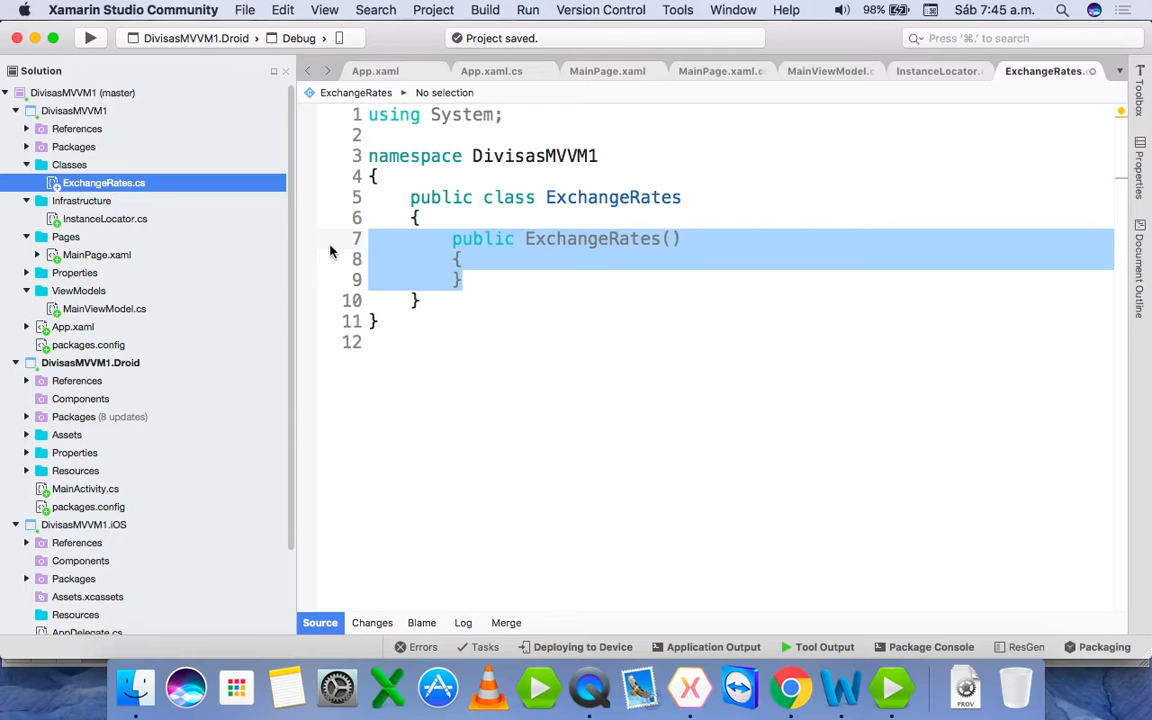 Xamarin Studio Community File Edit View Search Project Build Run Version Control Tools Window Help 98% Sáb 7:45 a.m.
DivisasMVVM1.Droid › Debug › Project saved. Press '⌘.' to search
Solution
App.xaml App.xaml.cs MainPage.xaml MainPage.xaml.c MainViewModel. InstanceLocator. ExchangeRates.
DivisasMVVM1 (master)
DivisasMVVM1
References
Packages
Classes
ExchangeRates.cs
Infrastructure
InstanceLocator.cs
Pages
MainPage.xaml
Properties
ViewModels
MainViewModel.cs
App.xaml
packages.config
DivisasMVVM1.Droid
References
Components
Packages (8 updates)
Assets
Properties
Resources
MainActivity.cs
packages.config
DivisasMVVM1.iOS
References
Components
Packages
Assets.xcassets
Resources
AppDelegate.cs
ExchangeRates ▸ No selection
1 using System;
2
3 namespace DivisasMVVM1
4 {
5 public class ExchangeRates
6 {
7 public ExchangeRates()
8 {
9 }
10 }
11 }
12
Toolbox
Properties
Document Outline
Source Changes Blame Log Merge
Errors Tasks Deploying to Device Application Output Tool Output Package Console ResGen Packaging
PROV